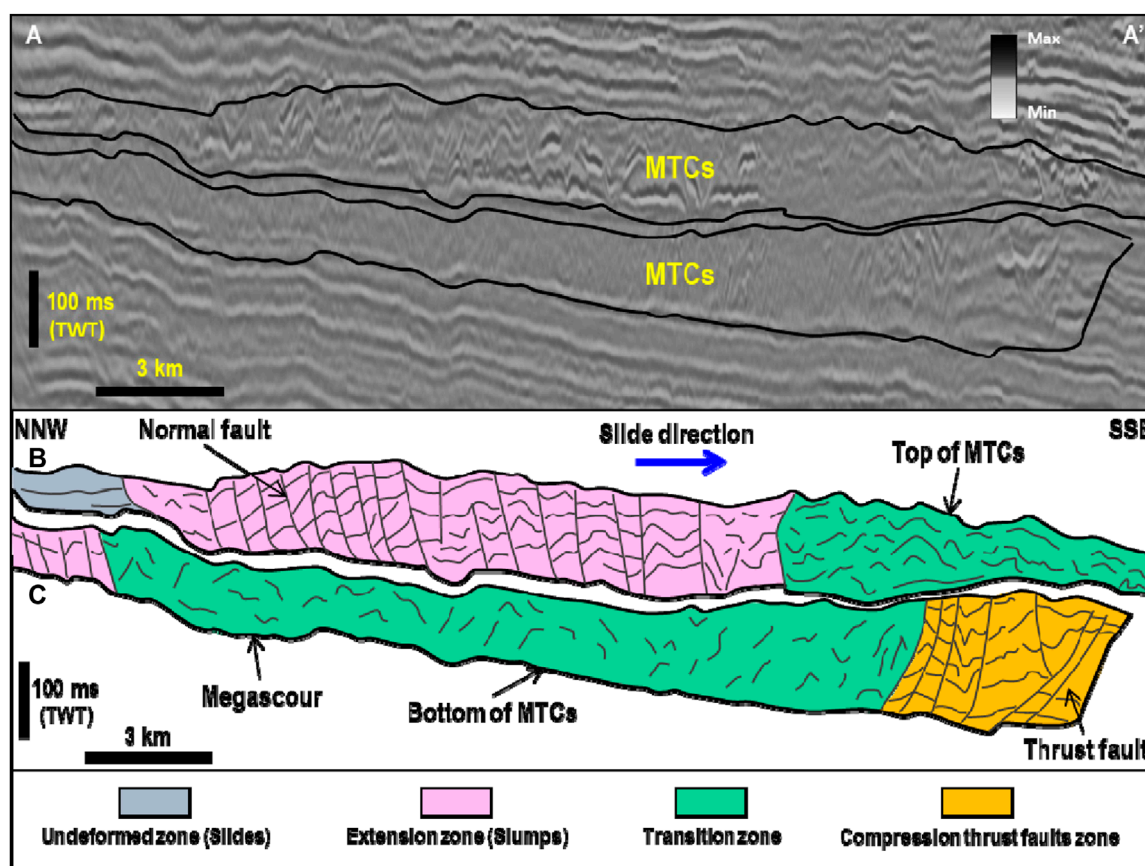 A
A'
Max
Min
MTCs
MTCs
100 ms
(TWT)
3 km
NNW
Normal fault
Slide direction
SSE
B
Top of MTCs
C
Megascour
Bottom of MTCs
100 ms
(TWT)
3 km
Thrust fault
Undeformed zone (Slides)
Extension zone (Slumps)
Transition zone
Compression thrust faults zone